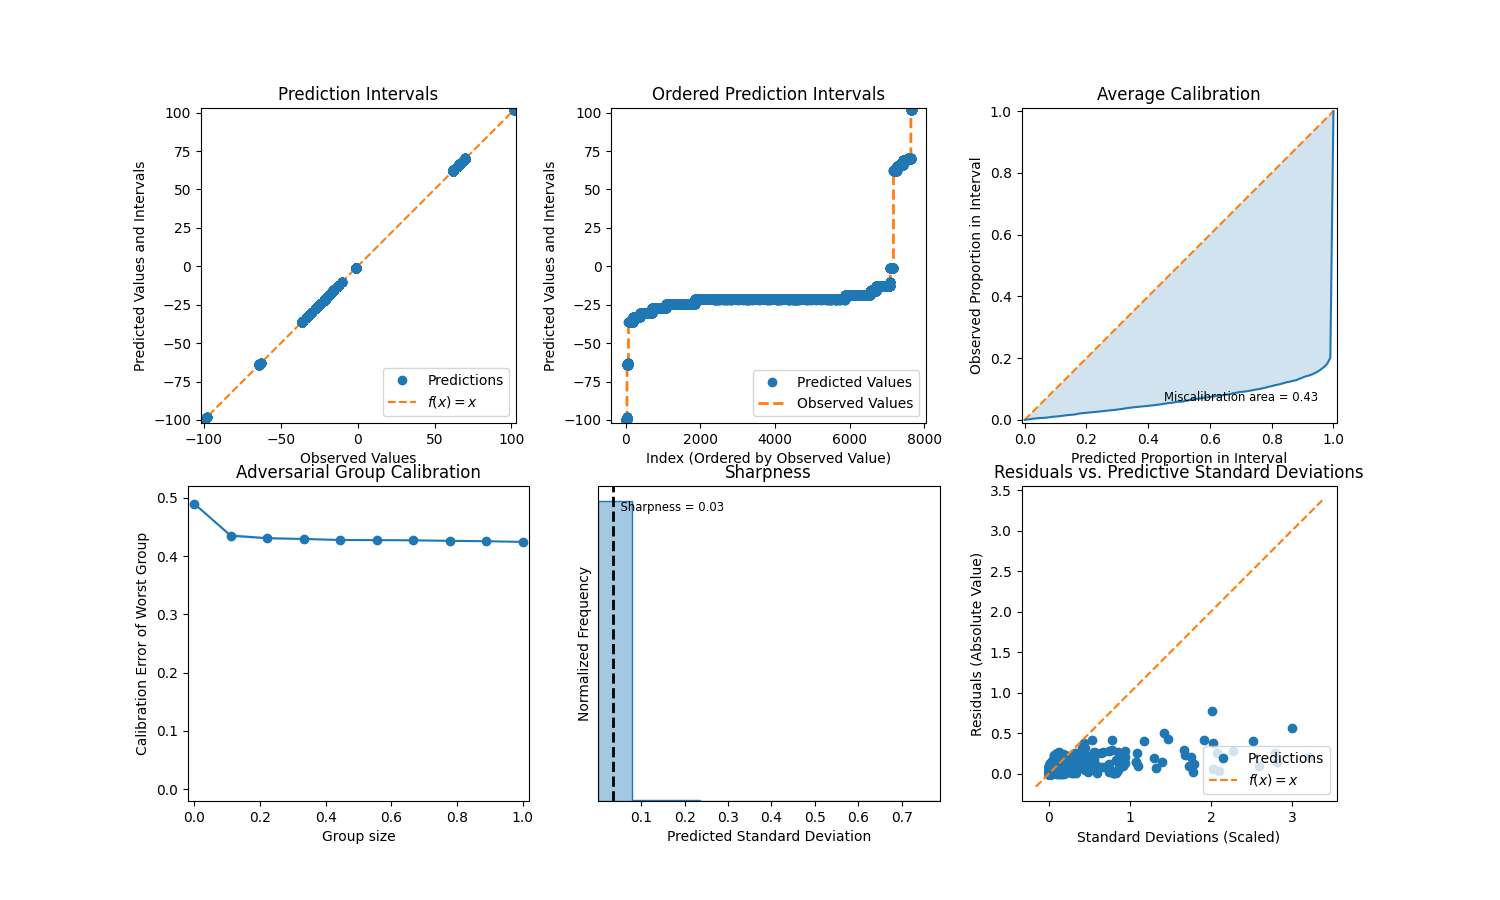 Prediction Intervals
Predicted Values and Intervals
100
75
50
25
0
−25
−50
−75
−100
−100
−50
0
50
100
Observed Values
Predictions
f(x) = x
Ordered Prediction Intervals
Predicted Values and Intervals
100
75
50
25
0
−25
−50
−75
−100
0
2000
4000
6000
8000
Index (Ordered by Observed Value)
Predicted Values
Observed Values
Average Calibration
Observed Proportion in Interval
1.0
0.8
0.6
0.4
0.2
0.0
0.0
0.2
0.4
0.6
0.8
1.0
Predicted Proportion in Interval
Miscalibration area = 0.43
Adversarial Group Calibration
Calibration Error of Worst Group
0.5
0.4
0.3
0.2
0.1
0.0
0.0
0.2
0.4
0.6
0.8
1.0
Group size
Sharpness
Normalized Frequency
Sharpness = 0.03
0.1
0.2
0.3
0.4
0.5
0.6
0.7
Predicted Standard Deviation
Residuals vs. Predictive Standard Deviations
Residuals (Absolute Value)
3.5
3.0
2.5
2.0
1.5
1.0
0.5
0.0
0
1
2
3
Standard Deviations (Scaled)
Predictions
f(x) = x